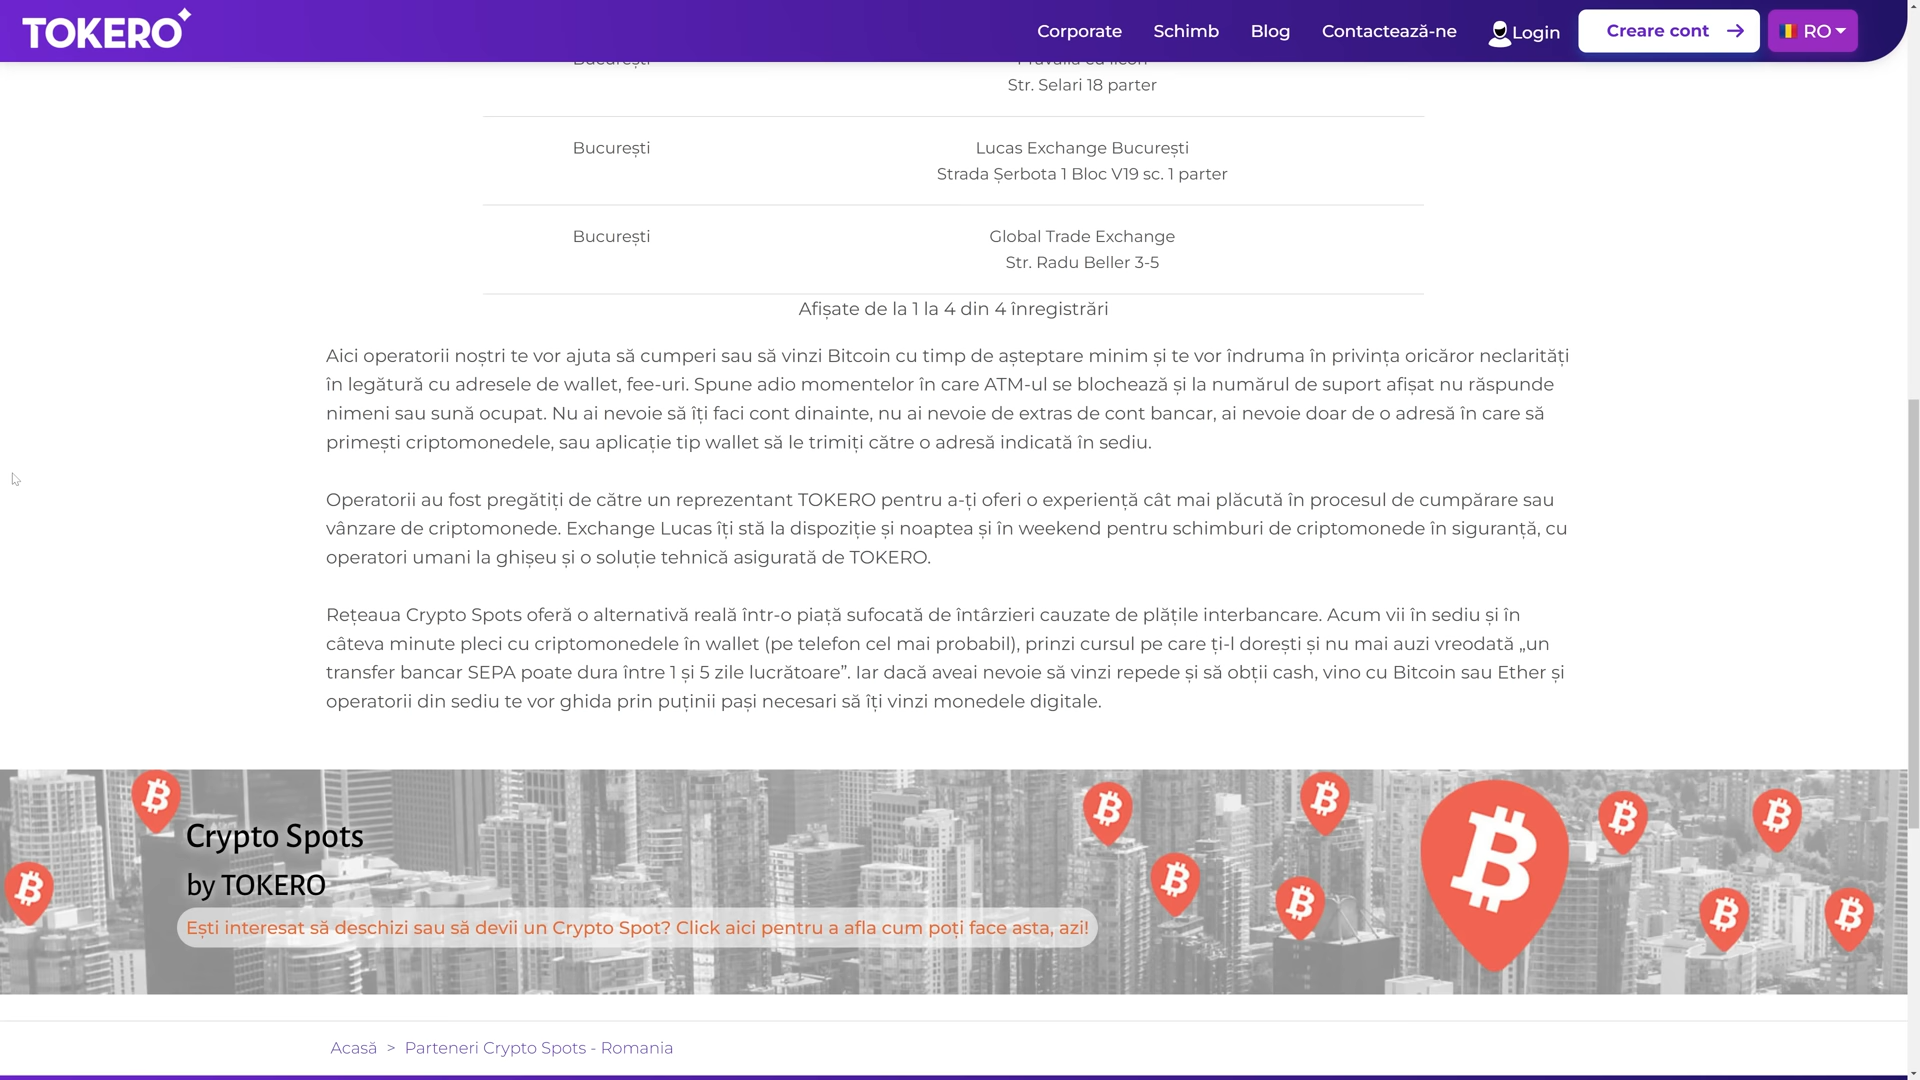 TOKERO
Corporate
Schimb
Blog
Contactează-ne
Login
Creare cont
RO
București
Str. Selari 18 parter
București
Lucas Exchange București
Strada Șerbota 1 Bloc V19 sc. 1 parter
București
Global Trade Exchange
Str. Radu Beller 3-5
Afișate de la 1 la 4 din 4 înregistrări
Aici operatorii noștri te vor ajuta să cumperi sau să vinzi Bitcoin cu timp de așteptare minim și te vor îndruma în privința oricăror neclarități
în legătură cu adresele de wallet, fee-uri. Spune adio momentelor în care ATM-ul se blochează și la numărul de suport afișat nu răspunde
nimeni sau sună ocupat. Nu ai nevoie să îți faci cont dinainte, nu ai nevoie de extras de cont bancar, ai nevoie doar de o adresă în care să
primești criptomonedele, sau aplicație tip wallet să le trimiți către o adresă indicată în sediu.
Operatorii au fost pregătiți de către un reprezentant TOKERO pentru a-ți oferi o experiență cât mai plăcută în procesul de cumpărare sau
vânzare de criptomonede. Exchange Lucas îți stă la dispoziție și noaptea și în weekend pentru schimburi de criptomonede în siguranță, cu
operatori umani la ghișeu și o soluție tehnică asigurată de TOKERO.
Rețeaua Crypto Spots oferă o alternativă reală într-o piață sufocată de întârzieri cauzate de plățile interbancare. Acum vii în sediu și în
câteva minute pleci cu criptomonedele în wallet (pe telefon cel mai probabil), prinzi cursul pe care ți-l dorești și nu mai auzi vreodată „un
transfer bancar SEPA poate dura între 1 și 5 zile lucrătoare”. Iar dacă aveai nevoie să vinzi repede și să obții cash, vino cu Bitcoin sau Ether și
operatorii din sediu te vor ghida prin puținii pași necesari să îți vinzi monedele digitale.
Crypto Spots
by TOKERO
Ești interesat să deschizi sau să devii un Crypto Spot? Click aici pentru a afla cum poți face asta, azi!
Acasă > Parteneri Crypto Spots - Romania